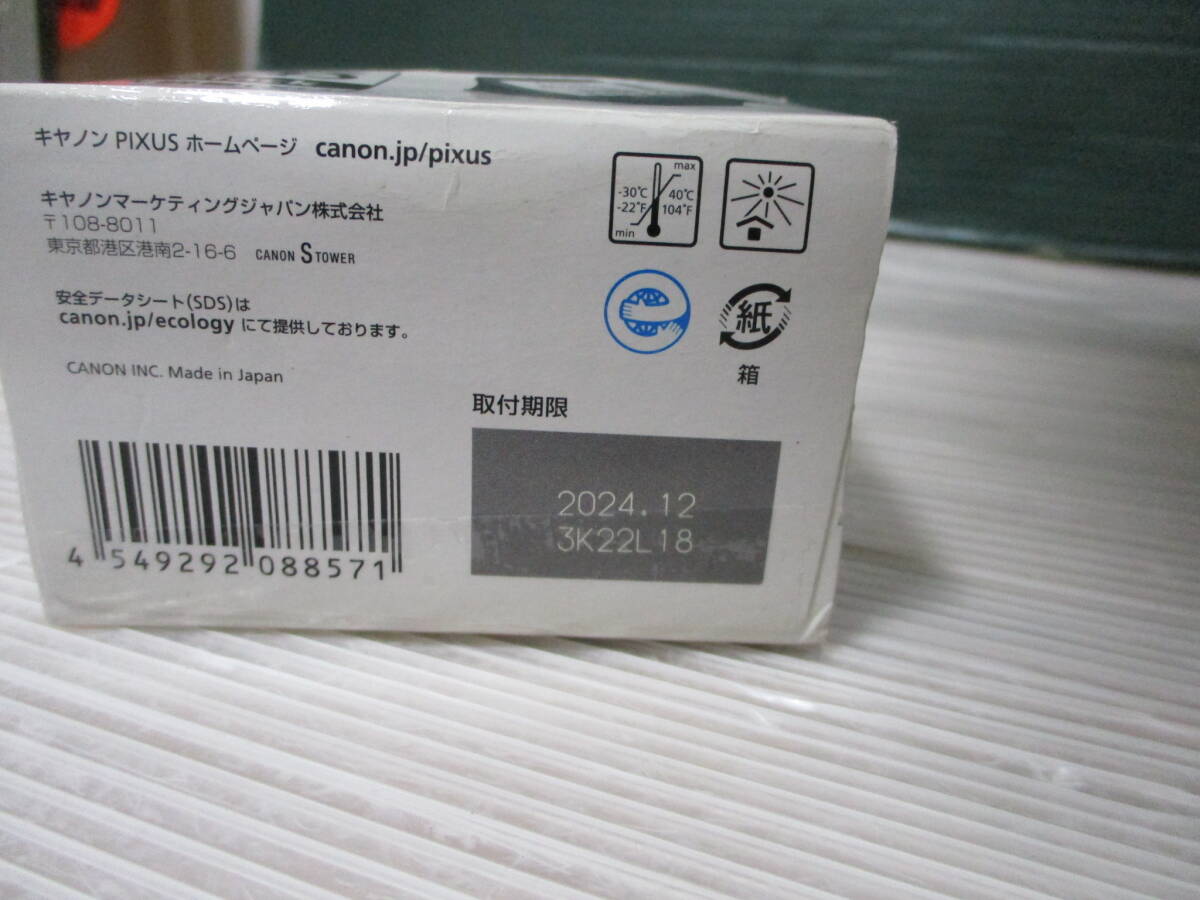 キヤノン PIXUS ホームページ canon.jp/pixus
キヤノンマーケティングジャパン株式会社
〒108-8011
東京都港区港南2-16-6 CANON S TOWER
安全データシート(SDS)は
canon.jp/ecology にて提供しております。
CANON INC. Made in Japan
max
-30℃ 40℃
-22°F 104°F
min
紙
箱
取付期限
2024.12
3K22L18
4 549292 088571